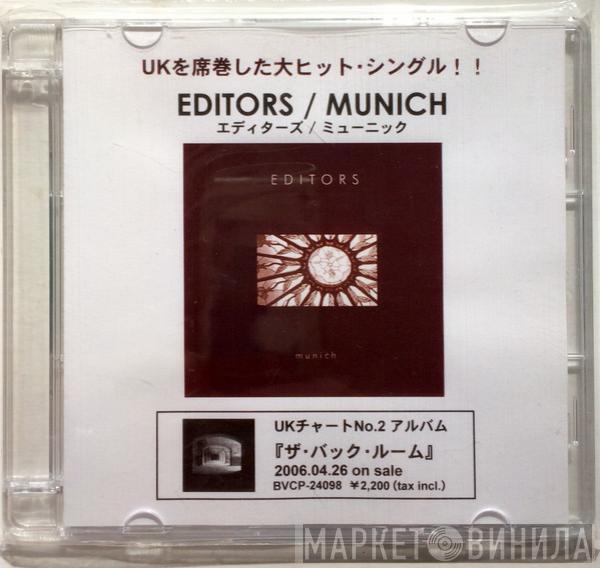 UKを席巻した大ヒット・シングル！！
EDITORS / MUNICH
エディターズ / ミューニック
EDITORS
munich
UKチャートNo.2 アルバム
『ザ・バック・ルーム』
2006.04.26 on sale
BVCP-24098 ￥2,200 (tax incl.)
МАРКЕТ ВИНИЛА